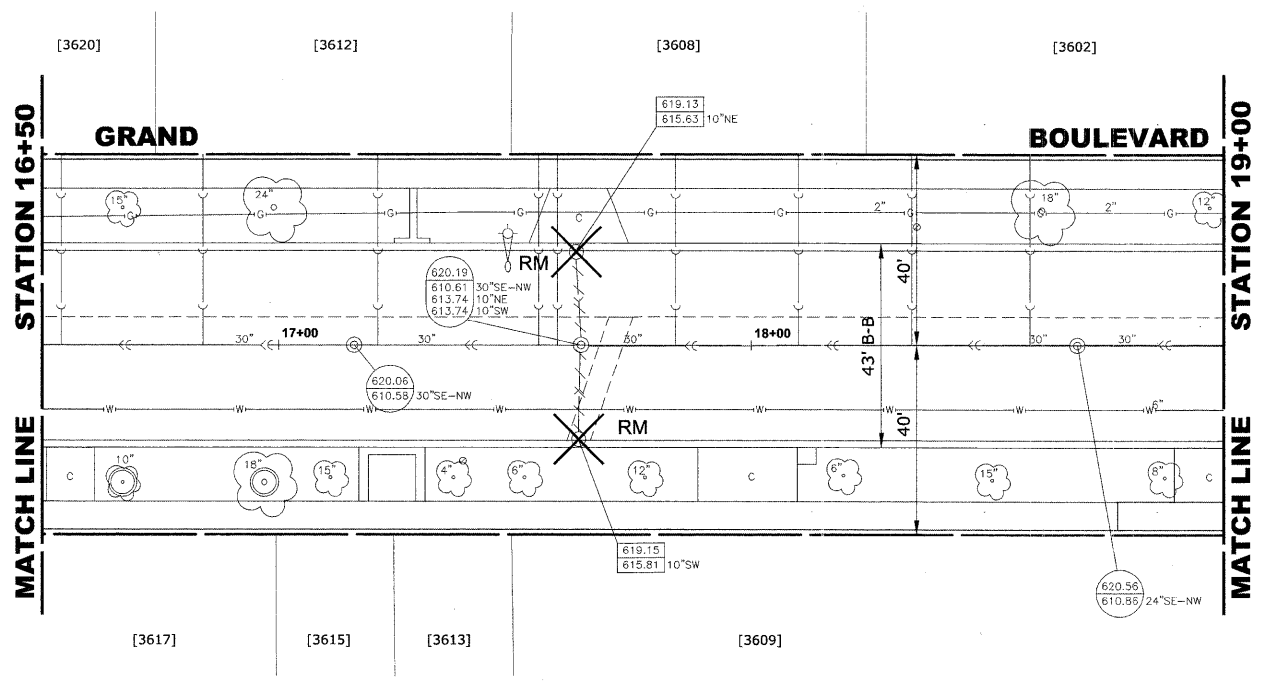 [3620]
[3612]
[3608]
[3602]
STATION 16+50
STATION 19+00
GRAND
BOULEVARD
619.13
615.63 10"NE
15"
24"
C
2"
18"
2"
12"
G
G
G
G
G
G
G
G
G
RM
620.19
610.61 30"SE-NW
613.74 10"NE
613.74 10"SW
40'
43' B-B
30"
17+00
30"
30"
18+00
30"
30"
620.06
610.58 30"SE-NW
W
W
W
W
W
W
W
W
W
6"
40'
RM
MATCH LINE
MATCH LINE
C
10"
18"
15"
4"
6"
12"
C
6"
15"
8"
C
619.15
615.81 10"SW
620.56
610.86 24"SE-NW
[3617]
[3615]
[3613]
[3609]